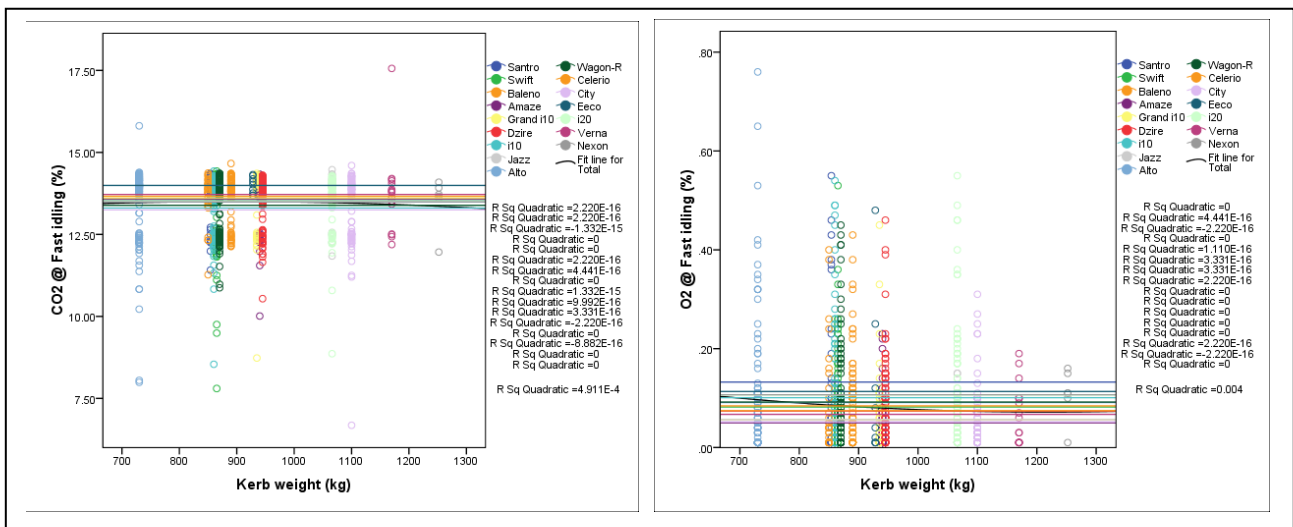 CO2 @ Fast idling (%)
17.50
15.00
12.50
10.00
7.50
700 800 900 1000 1100 1200 1300
Kerb weight (kg)
Santro Wagon-R
Swift Celerio
Baleno City
Amaze Eeco
Grand i10 i20
Dzire Verna
i10 Nexon
Jazz Fit line for
Alto Total
R Sq Quadratic =2.220E-16
R Sq Quadratic =2.220E-16
R Sq Quadratic =-1.332E-15
R Sq Quadratic =0
R Sq Quadratic =0
R Sq Quadratic =2.220E-16
R Sq Quadratic =4.441E-16
R Sq Quadratic =0
R Sq Quadratic =1.332E-15
R Sq Quadratic =9.992E-16
R Sq Quadratic =3.331E-16
R Sq Quadratic =-2.220E-16
R Sq Quadratic =0
R Sq Quadratic =-8.882E-16
R Sq Quadratic =0
R Sq Quadratic =0
R Sq Quadratic =4.911E-4
O2 @ Fast idling (%)
.80
.60
.40
.20
.00
700 800 900 1000 1100 1200 1300
Kerb weight (kg)
Santro Wagon-R
Swift Celerio
Baleno City
Amaze Eeco
Grand i10 i20
Dzire Verna
i10 Nexon
Jazz Fit line for
Alto Total
R Sq Quadratic =0
R Sq Quadratic =4.441E-16
R Sq Quadratic =-2.220E-16
R Sq Quadratic =0
R Sq Quadratic =1.110E-16
R Sq Quadratic =3.331E-16
R Sq Quadratic =3.331E-16
R Sq Quadratic =2.220E-16
R Sq Quadratic =0
R Sq Quadratic =0
R Sq Quadratic =0
R Sq Quadratic =0
R Sq Quadratic =0
R Sq Quadratic =2.220E-16
R Sq Quadratic =-2.220E-16
R Sq Quadratic =0
R Sq Quadratic =0.004